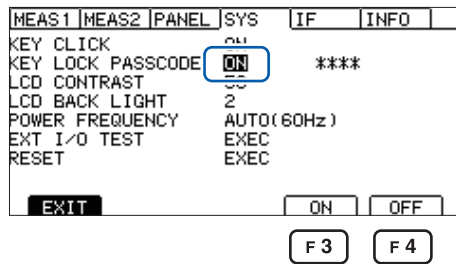 MEAS1 MEAS2 PANEL SYS IF INFO
KEY CLICK ON
KEY LOCK PASSCODE ON ****
LCD CONTRAST
LCD BACK LIGHT 2
POWER FREQUENCY AUTO(60Hz)
EXT I/O TEST EXEC
RESET EXEC
EXIT ON OFF
F3 F4